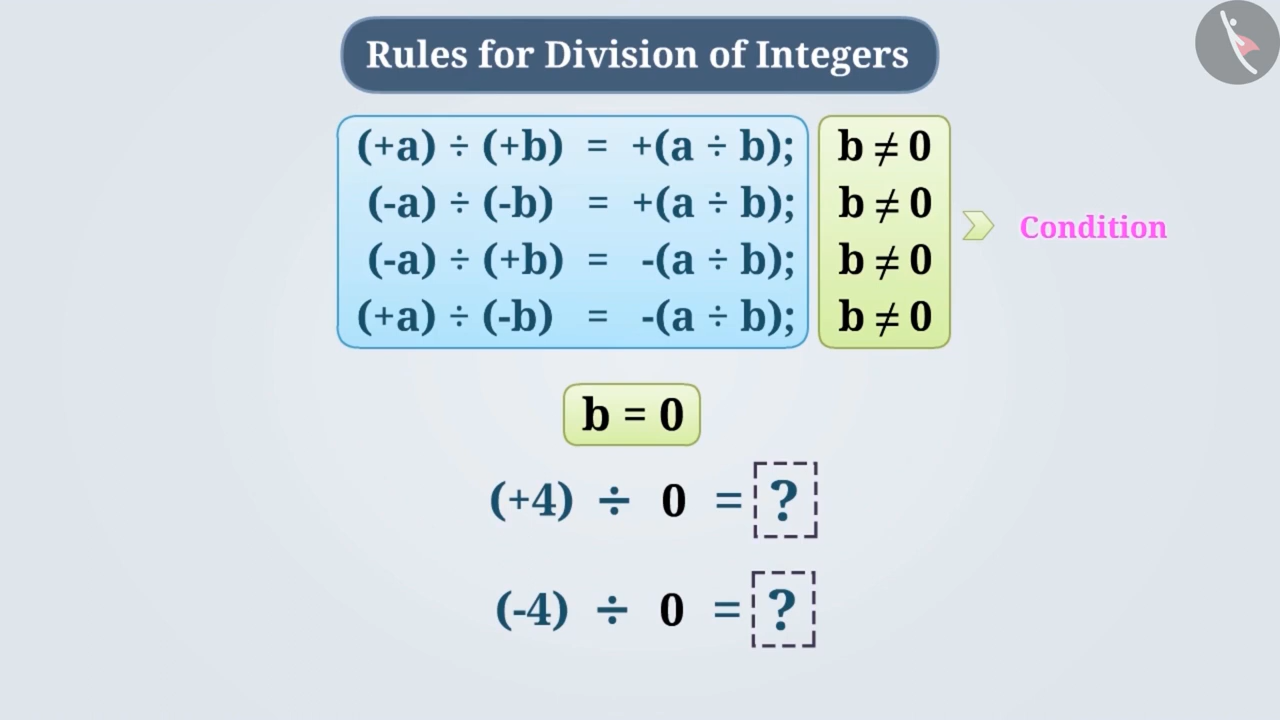 Rules for Division of Integers
(+a) ÷ (+b) = +(a ÷ b); b ≠ 0
(-a) ÷ (-b) = +(a ÷ b); b ≠ 0
Condition
(-a) ÷ (+b) = -(a ÷ b); b ≠ 0
(+a) ÷ (-b) = -(a ÷ b); b ≠ 0
b = 0
(+4) ÷ 0 = ?
(-4) ÷ 0 = ?